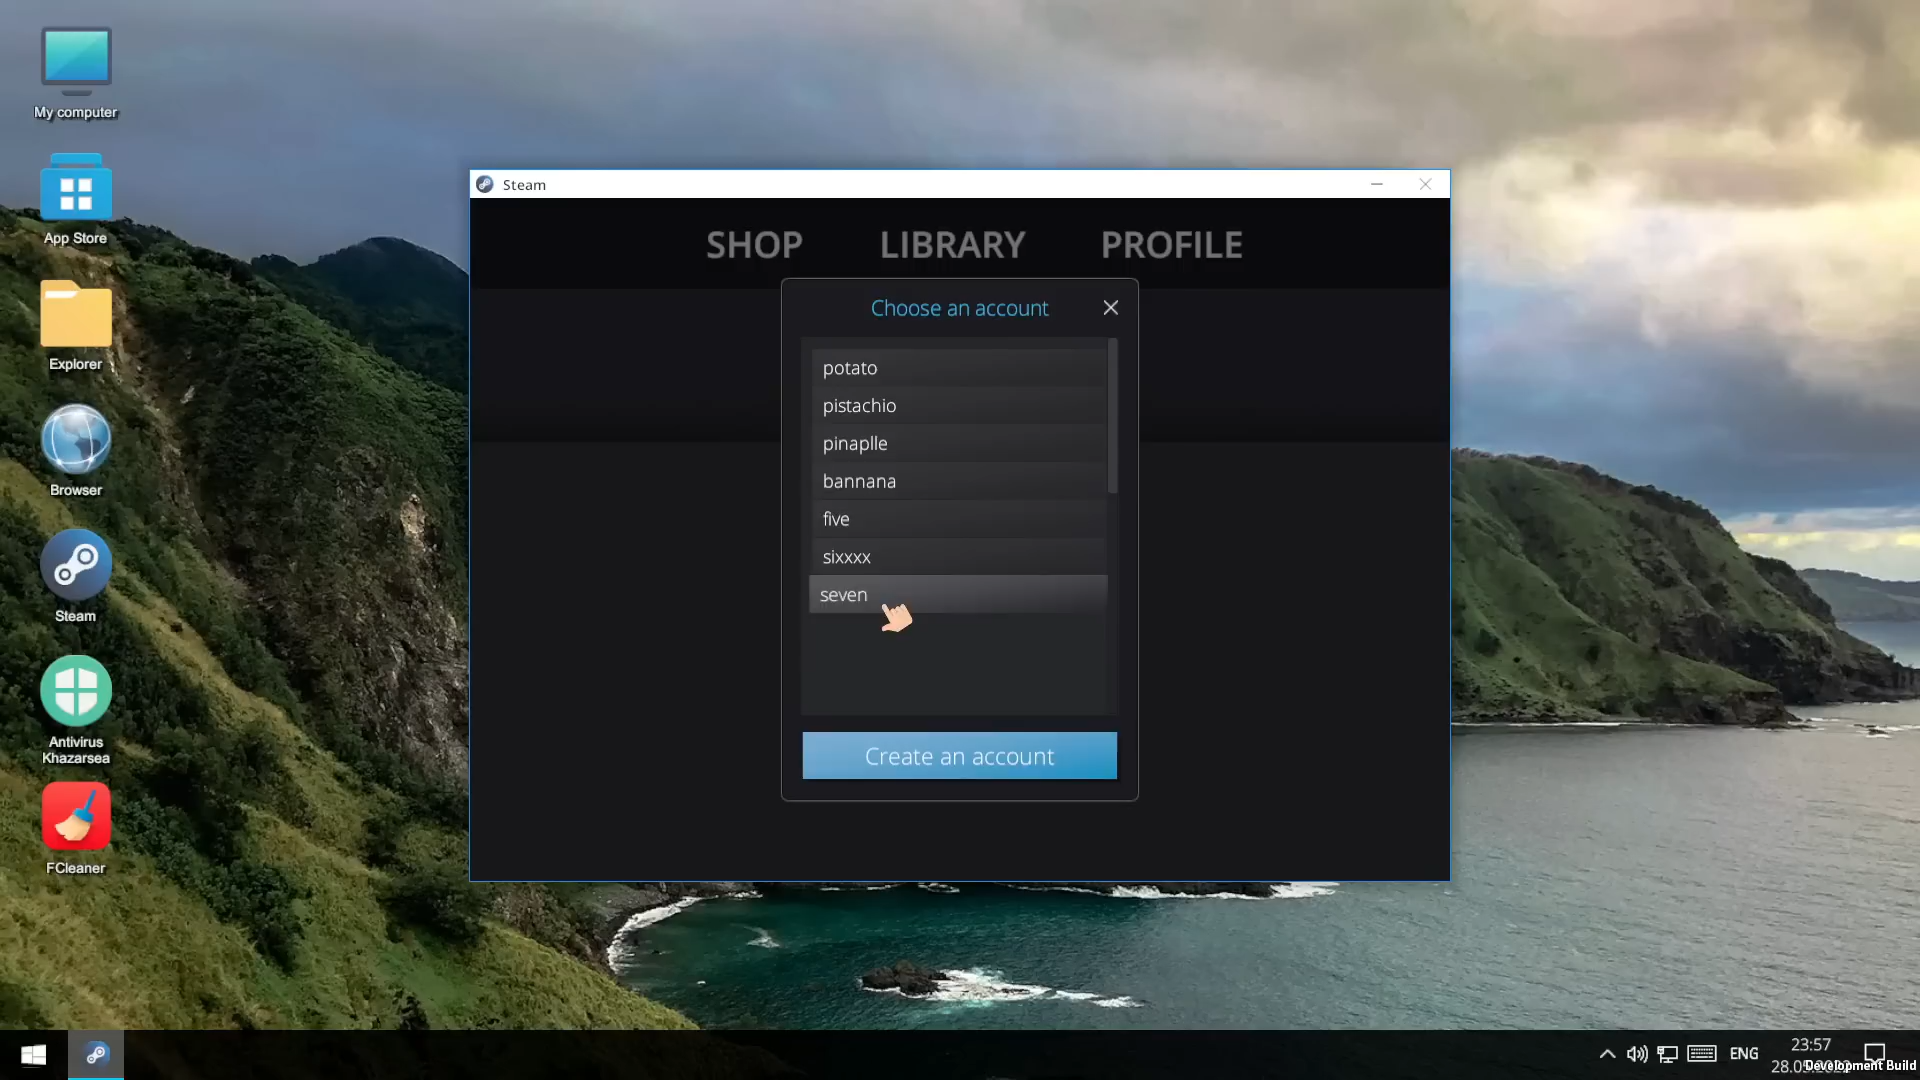 My computer
App Store
Explorer
Browser
Steam
Antivirus
Khazarsea
FCleaner
Steam
SHOP LIBRARY PROFILE
Choose an account
potato
pistachio
pinaplle
bannana
five
sixxxx
seven
Create an account
ENG
23:57
Development Build